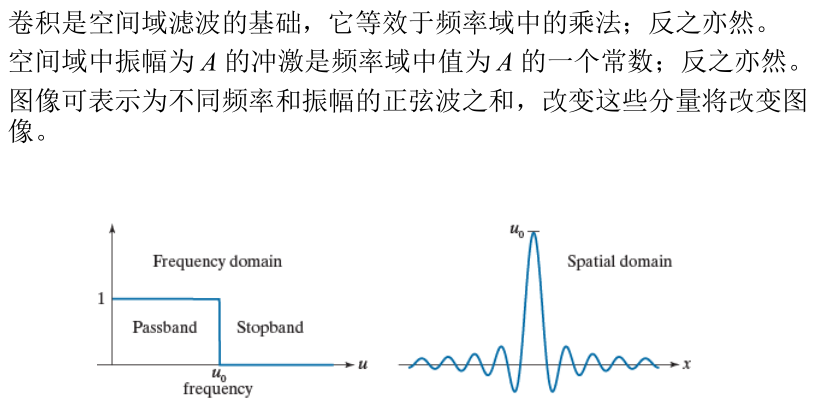 卷积是空间域滤波的基础，它等效于频率域中的乘法；反之亦然。
空间域中振幅为 A 的冲激是频率域中值为 A 的一个常数；反之亦然。
图像可表示为不同频率和振幅的正弦波之和，改变这些分量将改变图
像。
u₀
Frequency domain
Spatial domain
1
Passband
Stopband
u
x
u₀
frequency